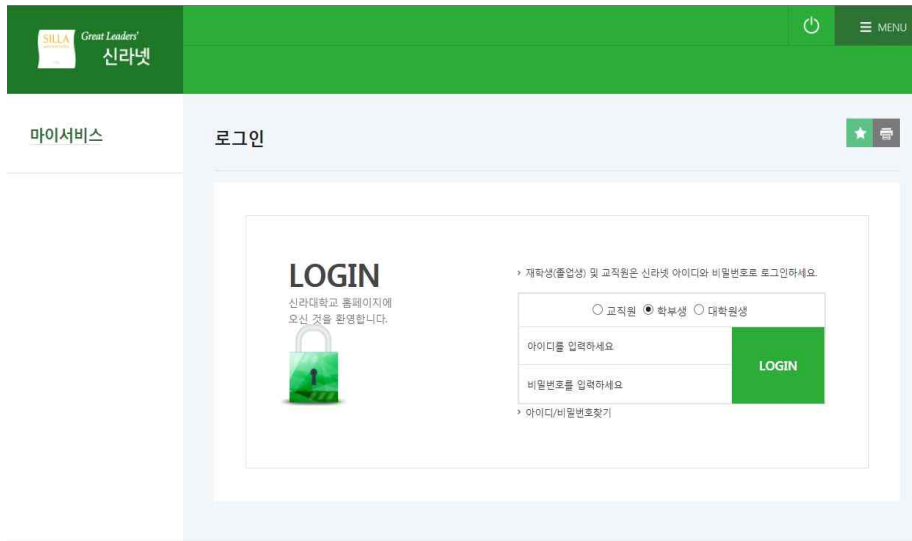 SILLA
Great Leaders'
신라넷
MENU
마이서비스
로그인
LOGIN
신라대학교 홈페이지에
오신 것을 환영합니다.
› 재학생(졸업생) 및 교직원은 신라넷 아이디와 비밀번호로 로그인하세요.
교직원 학부생 대학원생
아이디를 입력하세요
비밀번호를 입력하세요
LOGIN
› 아이디/비밀번호찾기